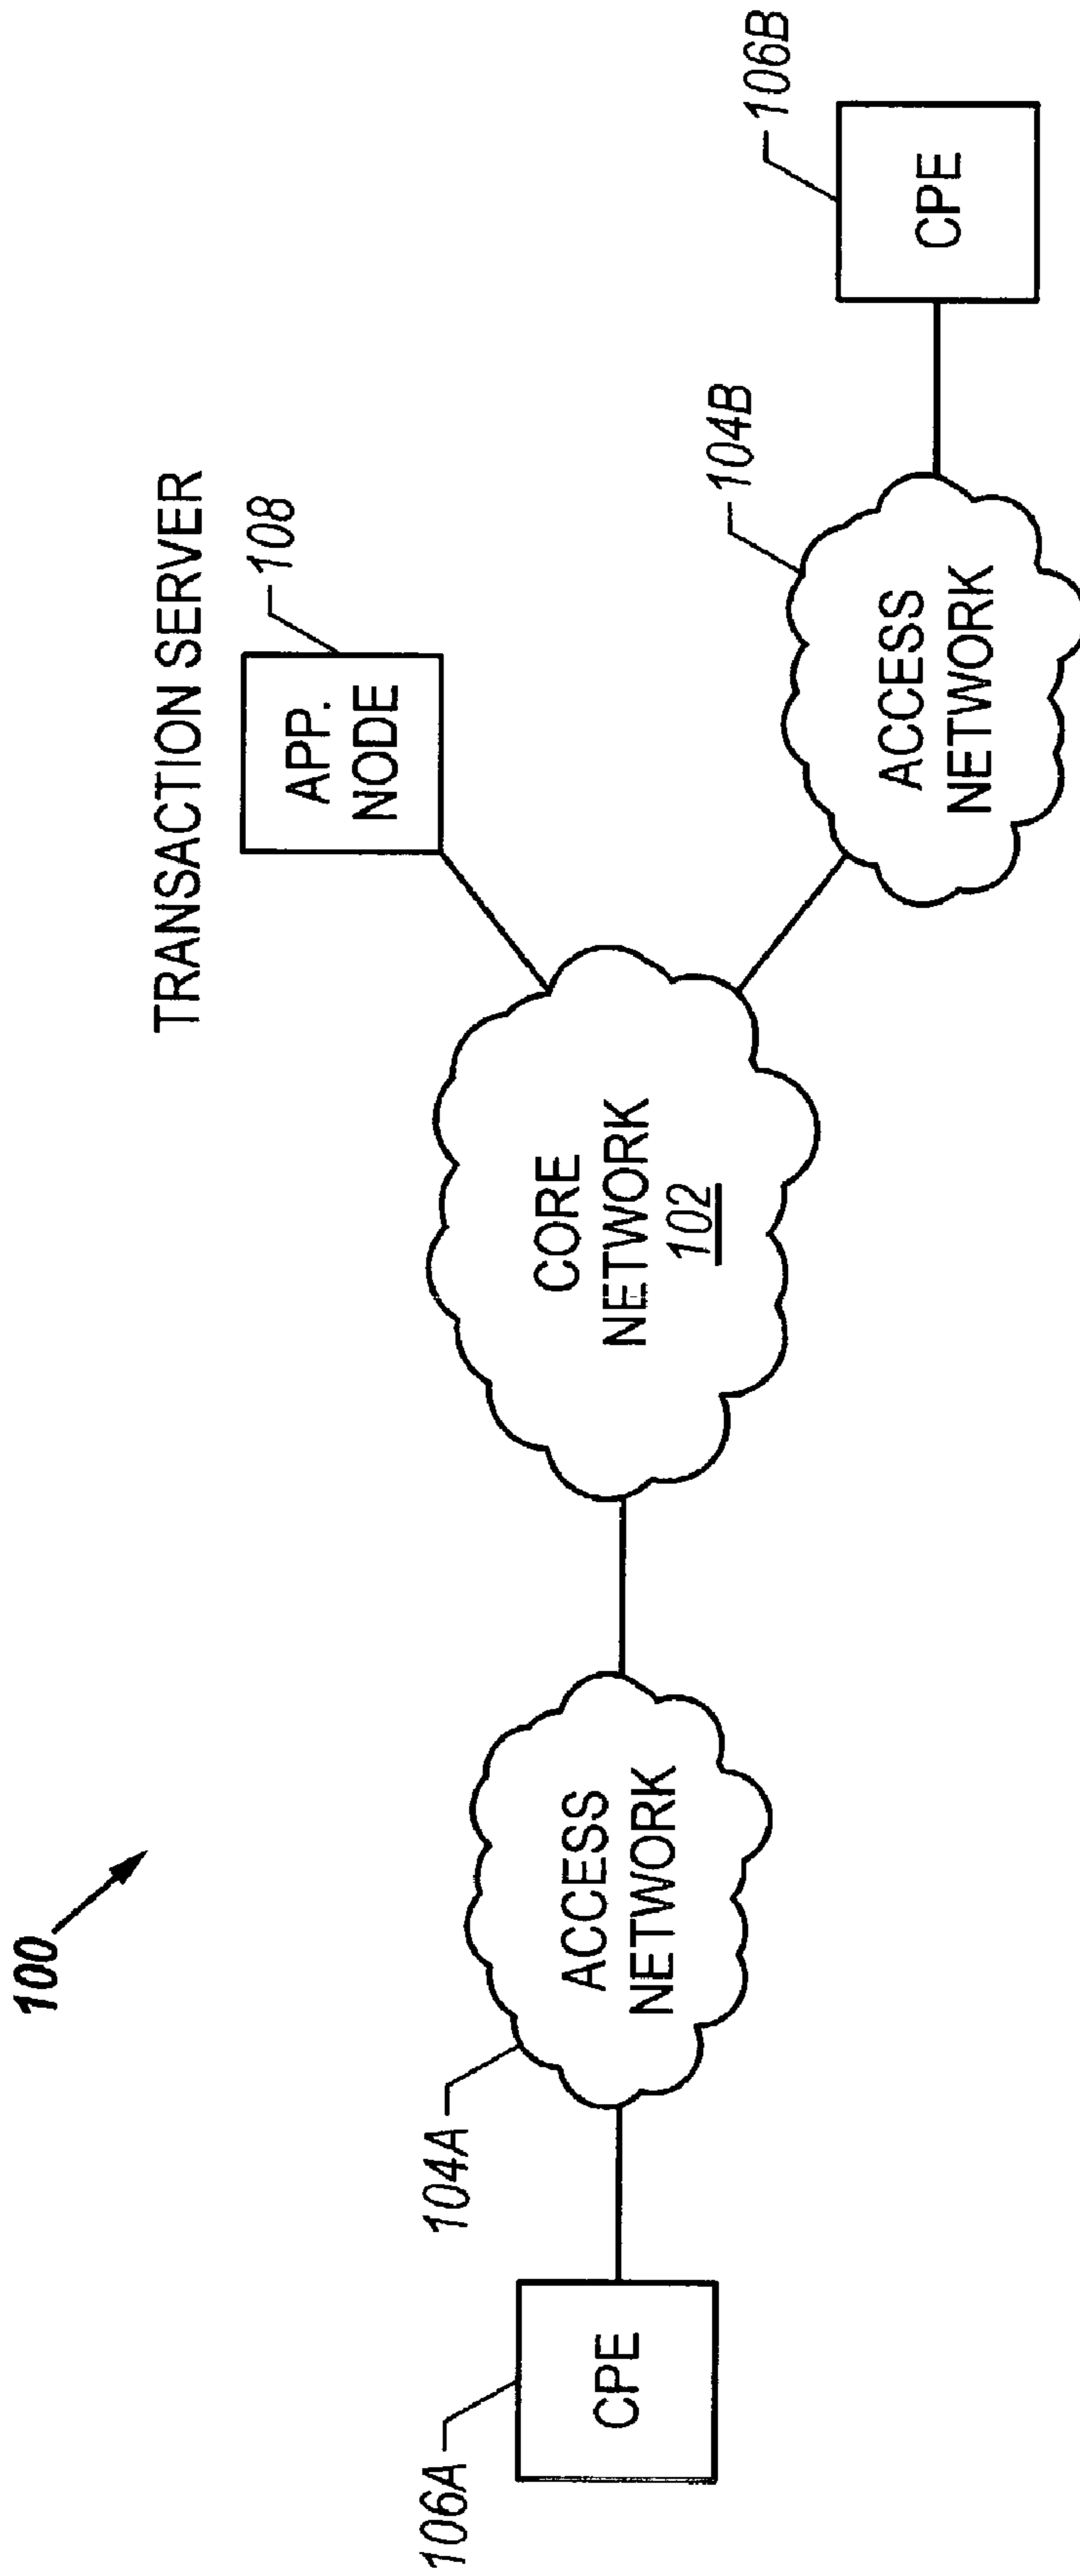 100
TRANSACTION SERVER
108
APP.
NODE
106A
CPE
104A
ACCESS
NETWORK
CORE
NETWORK
102
104B
ACCESS
NETWORK
106B
CPE